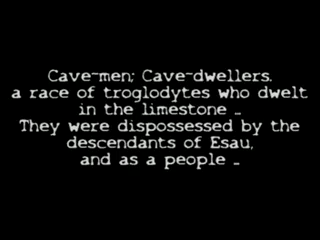 Cave-men; Cave-dwellers.
a race of troglodytes who dwelt
in the limestone ...
They were dispossessed by the
descendants of Esau,
and as a people ...